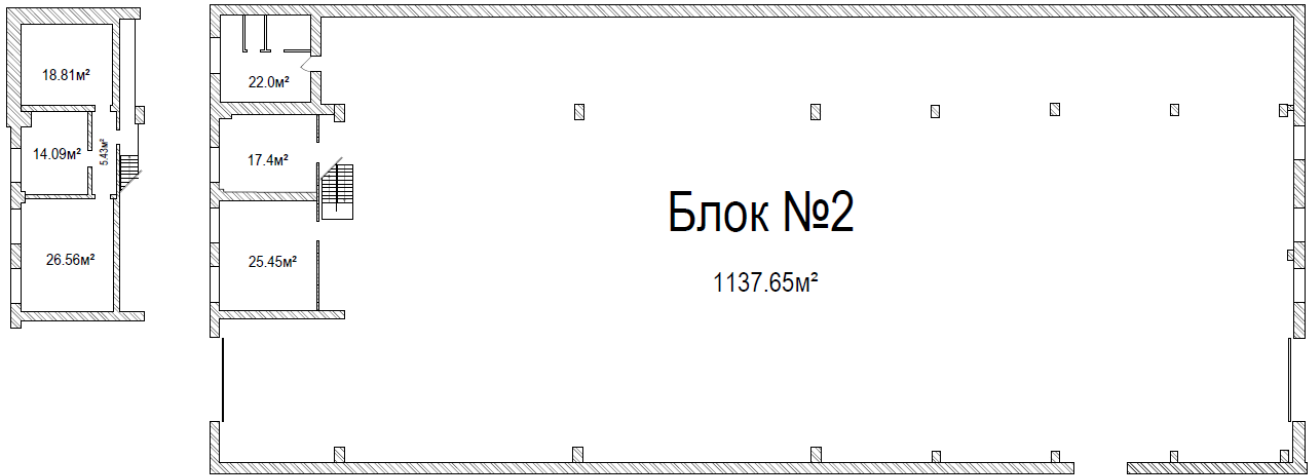 18.81м²
14.09м²
5.43м²
26.56м²
22.0м²
17.4м²
25.45м²
Блок №2
1137.65м²